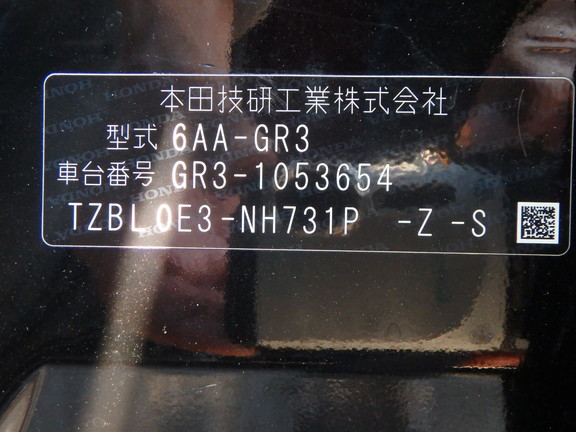 本田技研工業株式会社
型式 6AA-GR3
車台番号 GR3-1053654
TZBL0E3-NH731P -Z -S